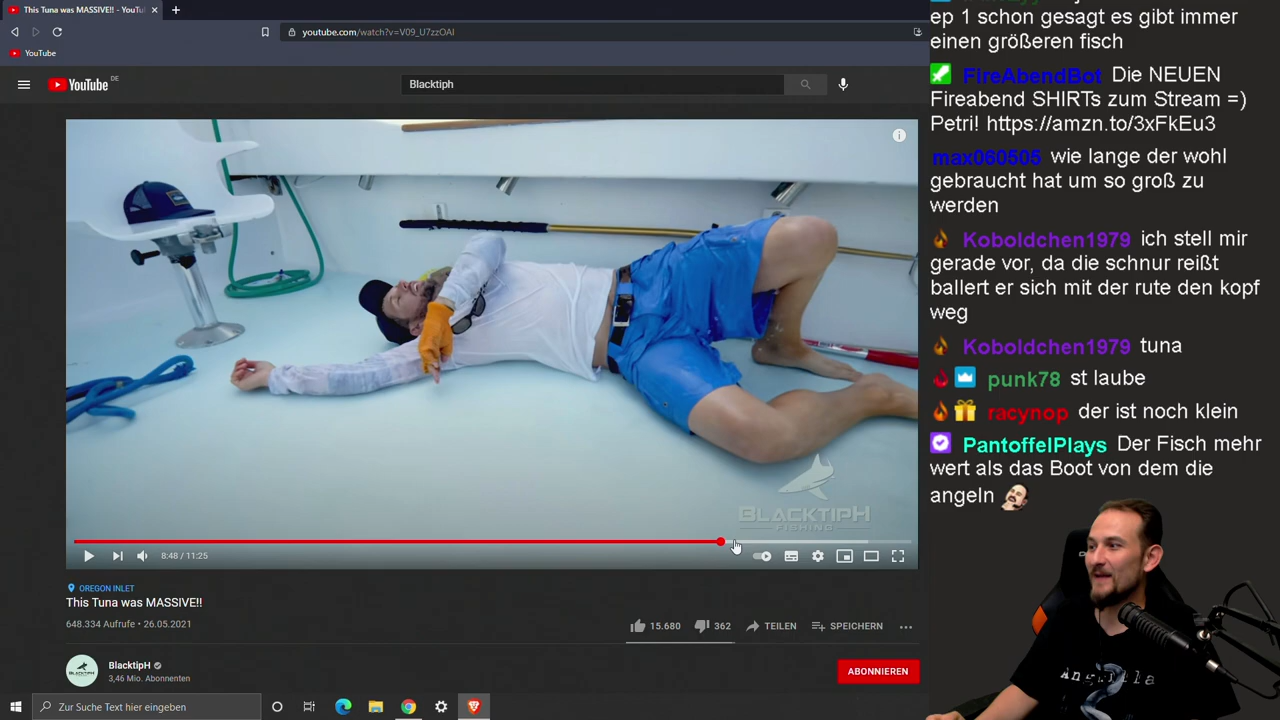 This Tuna was MASSIVE!! - YouTu
youtube.com/watch?v=V09_U7zzOAI
YouTube
YouTube DE
Blacktiph
BLACKTIPH
FISHING
8:48 / 11:25
OREGON INLET
This Tuna was MASSIVE!!
648.334 Aufrufe • 26.05.2021
15.680
362
TEILEN
SPEICHERN
BlacktipH
3,46 Mio. Abonnenten
ABONNIEREN
Zur Suche Text hier eingeben
ep 1 schon gesagt es gibt immer
einen größeren fisch
FireAbendBot Die NEUEN
Fireabend SHIRTs zum Stream =)
Petri! https://amzn.to/3xFkEu3
max060505 wie lange der wohl
gebraucht hat um so groß zu
werden
Koboldchen1979 ich stell mir
gerade vor, da die schnur reißt
ballert er sich mit der rute den kopf
weg
Koboldchen1979 tuna
punk78 st laube
racynop der ist noch klein
PantoffelPlays Der Fisch mehr
wert als das Boot von dem die
angeln